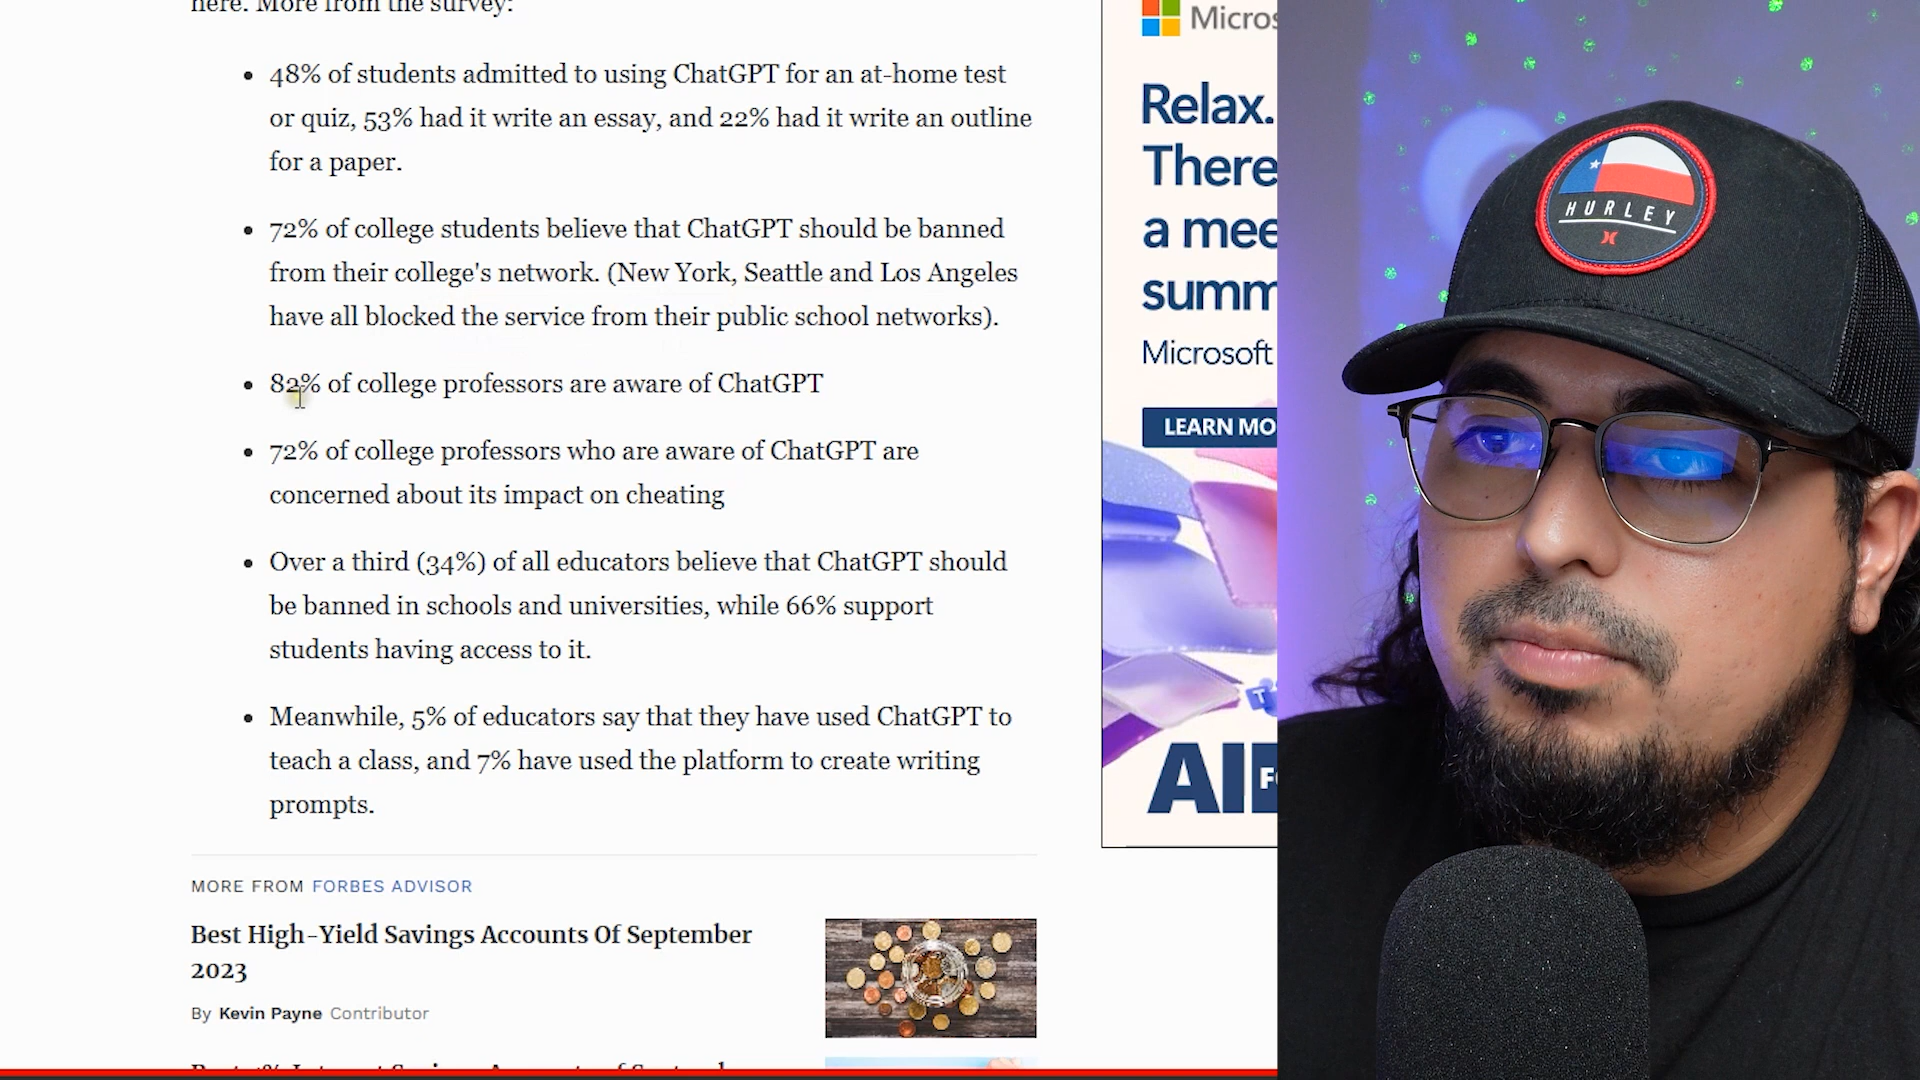 here. More from the survey:
48% of students admitted to using ChatGPT for an at-home test
or quiz, 53% had it write an essay, and 22% had it write an outline
for a paper.
72% of college students believe that ChatGPT should be banned
from their college's network. (New York, Seattle and Los Angeles
have all blocked the service from their public school networks).
82% of college professors are aware of ChatGPT
72% of college professors who are aware of ChatGPT are
concerned about its impact on cheating
Over a third (34%) of all educators believe that ChatGPT should
be banned in schools and universities, while 66% support
students having access to it.
Meanwhile, 5% of educators say that they have used ChatGPT to
teach a class, and 7% have used the platform to create writing
prompts.
MORE FROM FORBES ADVISOR
Best High-Yield Savings Accounts Of September
2023
By Kevin Payne Contributor
Micros
Relax.
There
a mee
summ
Microsoft
LEARN MO
AI
HURLEY